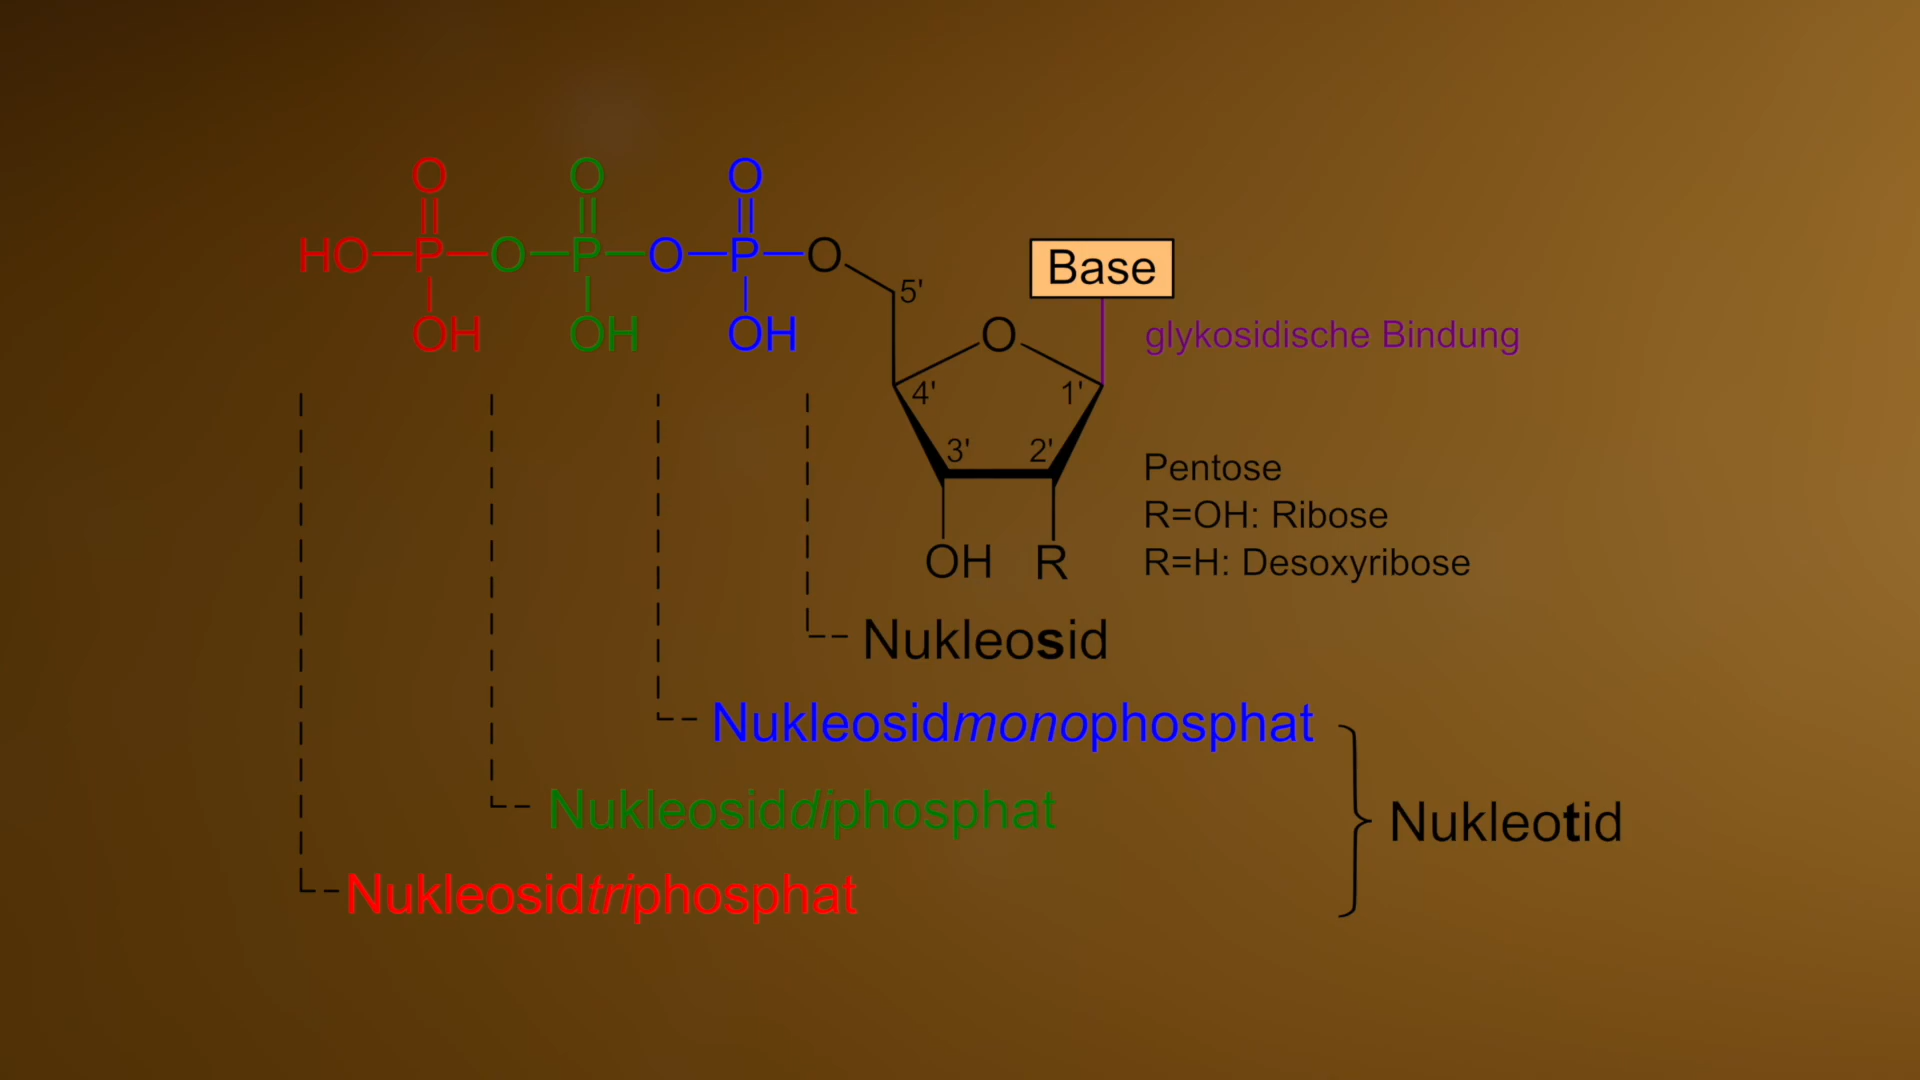 O O O
HO P O P O P O
OH OH OH
5'
Base
glykosidische Bindung
O
4' 1'
3' 2'
OH R
Pentose
R=OH: Ribose
R=H: Desoxyribose
Nukleosid
Nukleosidmonophosphat
Nukleosiddiphosphat
Nukleosidtriphosphat
Nukleotid